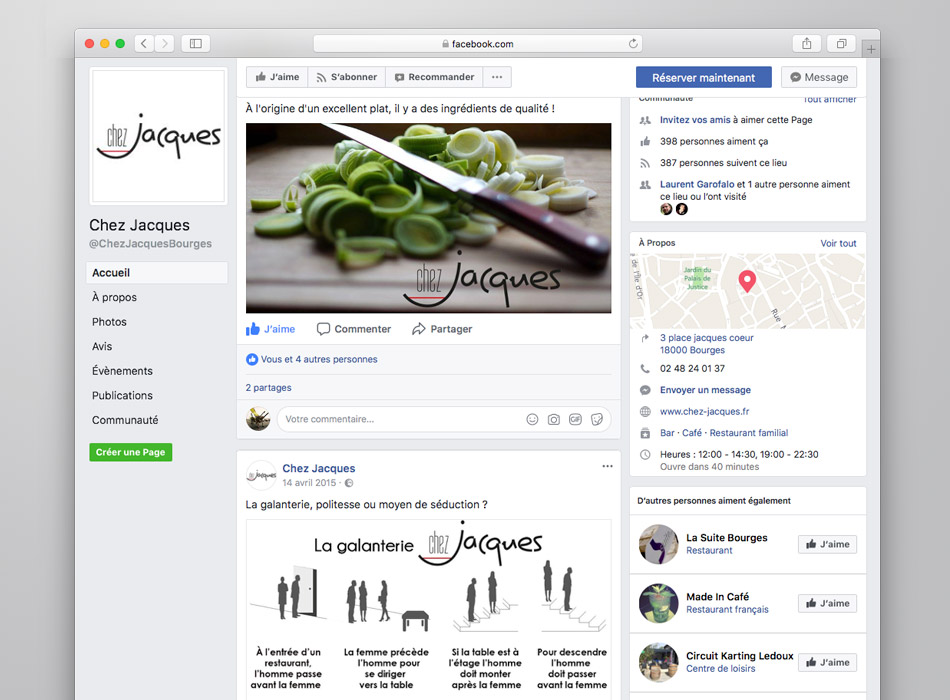 facebook.com
chez jacques
Chez Jacques
@ChezJacquesBourges
Accueil
À propos
Photos
Avis
Évènements
Publications
Communauté
Créer une Page
J'aime
S'abonner
Recommander
Réserver maintenant
Message
À l'origine d'un excellent plat, il y a des ingrédients de qualité !
chez jacques
J'aime
Commenter
Partager
Vous et 4 autres personnes
2 partages
Votre commentaire...
GIF
chez jacques
Chez Jacques
14 avril 2015 ·
La galanterie, politesse ou moyen de séduction ?
La galanterie chez jacques
À l'entrée d'un
restaurant,
l'homme passe
avant la femme
La femme précède
l'homme pour
se diriger
vers la table
Si la table est à
l'étage l'homme
doit monter
après la femme
Pour descendre
l'homme
doit passer
avant la femme
Communauté
Tout afficher
Invitez vos amis à aimer cette Page
398 personnes aiment ça
387 personnes suivent ce lieu
Laurent Garofalo et 1 autre personne aiment
ce lieu ou l'ont visité
À Propos
Voir tout
de l'Île d'Or
Jardin du
Palais de
Justice
Rue
3 place jacques coeur
18000 Bourges
02 48 24 01 37
Envoyer un message
www.chez-jacques.fr
Bar · Café · Restaurant familial
Heures : 12:00 - 14:30, 19:00 - 22:30
Ouvre dans 40 minutes
D'autres personnes aiment également
La Suite Bourges
Restaurant
J'aime
Made In Café
Restaurant français
J'aime
Circuit Karting Ledoux
Centre de loisirs
J'aime